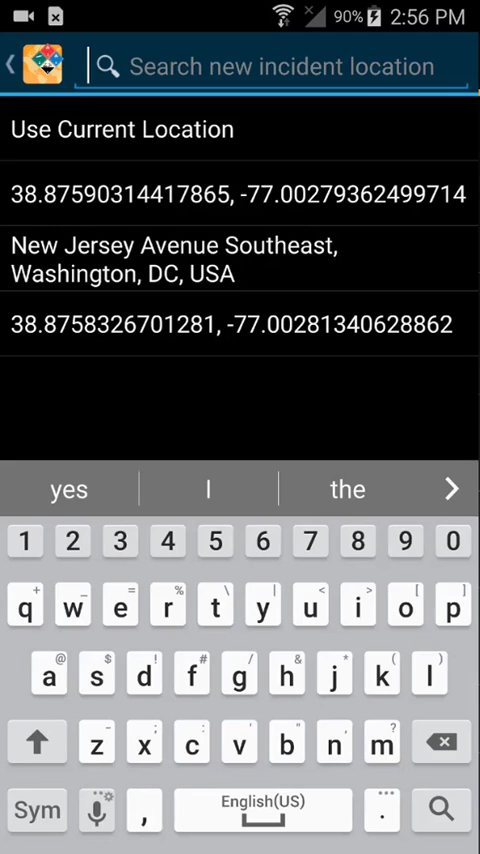 90% 2:56 PM
Search new incident location
Use Current Location
38.87590314417865, -77.00279362499714
New Jersey Avenue Southeast,
Washington, DC, USA
38.8758326701281, -77.00281340628862
yes I the
1 2 3 4 5 6 7 8 9 0
+ _ = % \ | < > [ ]
q w e r t y u i o p
@ $ ! # / & * ( )
a s d f g h j k l
- ; : ' " , ?
z x c v b n m
Sym , English(US) .